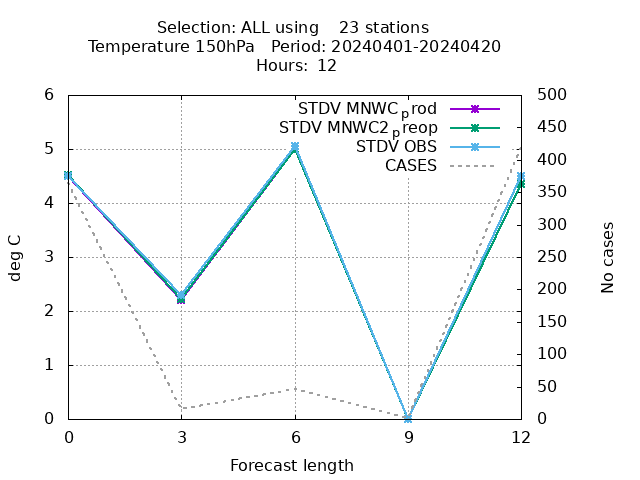 Selection: ALL using    23 stations
Temperature 150hPa   Period: 20240401-20240420
Hours: 12
STDV MNWC_prod
STDV MNWC2_preop
STDV OBS
CASES
6
5
4
3
2
1
0
deg C
500
450
400
350
300
250
200
150
100
50
0
No cases
0 3 6 9 12
Forecast length